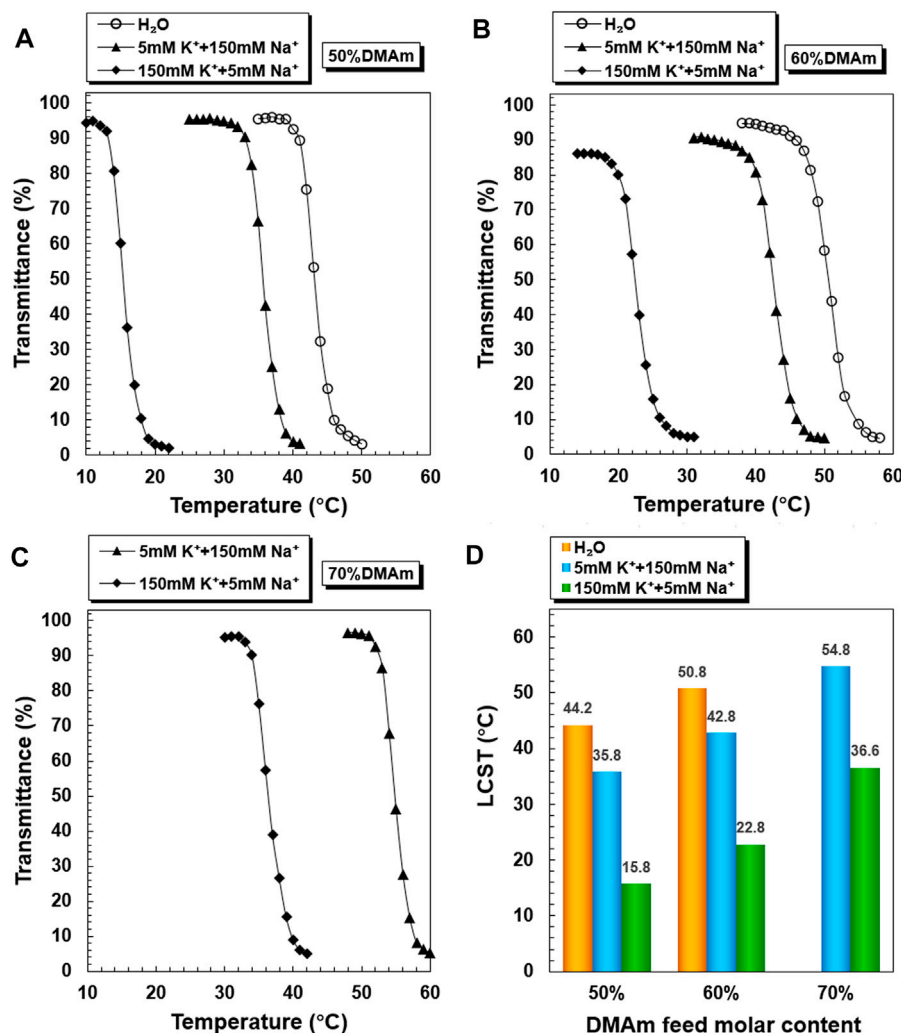 A
H₂O
5mM K⁺+150mM Na⁺
150mM K⁺+5mM Na⁺
50%DMAm
Transmittance (%)
100
90
80
70
60
50
40
30
20
10
0
10 20 30 40 50 60
Temperature (°C)
B
H₂O
5mM K⁺+150mM Na⁺
150mM K⁺+5mM Na⁺
60%DMAm
Transmittance (%)
100
90
80
70
60
50
40
30
20
10
0
10 20 30 40 50 60
Temperature (°C)
C
5mM K⁺+150mM Na⁺
150mM K⁺+5mM Na⁺
70%DMAm
Transmittance (%)
100
90
80
70
60
50
40
30
20
10
0
10 20 30 40 50 60
Temperature (°C)
D
H₂O
5mM K⁺+150mM Na⁺
150mM K⁺+5mM Na⁺
LCST (°C)
60
50
40
30
20
10
0
44.2
35.8
15.8
50.8
42.8
22.8
54.8
36.6
50% 60% 70%
DMAm feed molar content